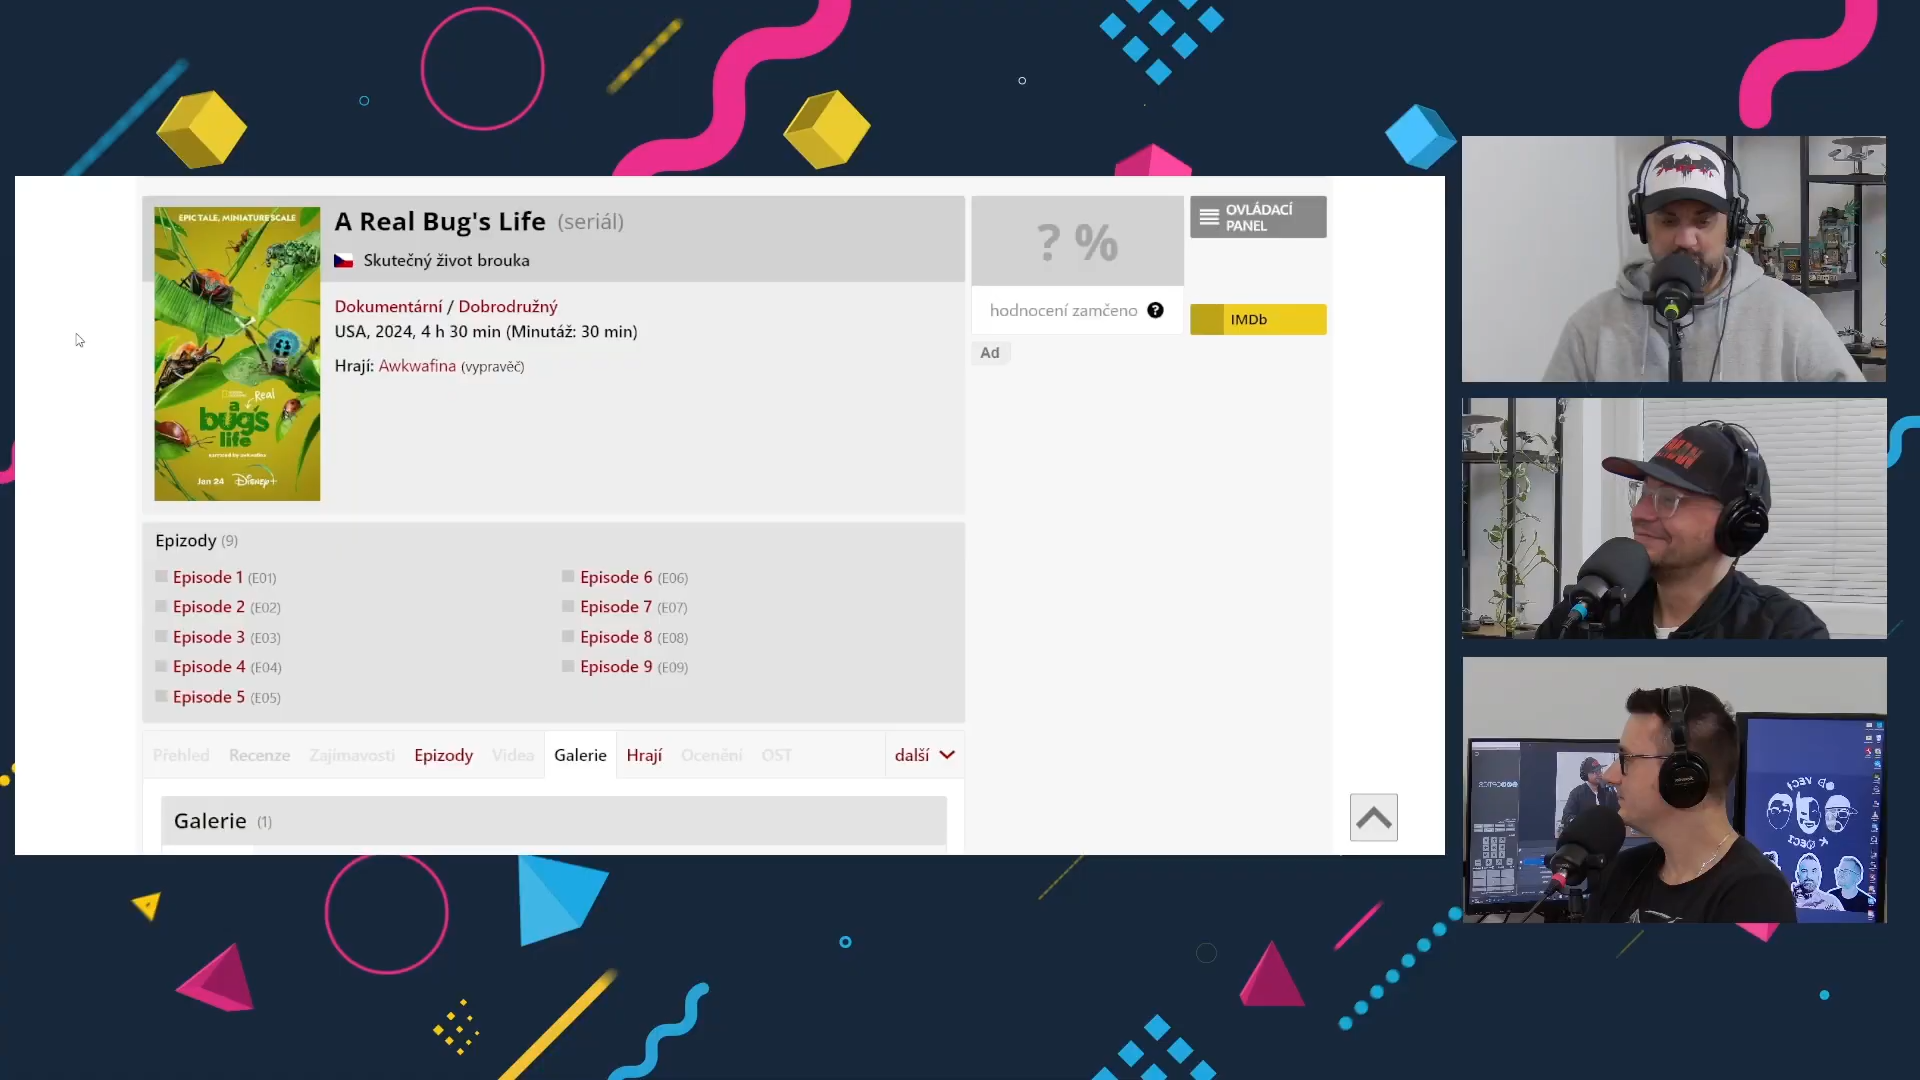 EPIC TALE, MINIATURE SCALE
Real
a
bug's
life
narrated by awkwafina
Jan 24 Disney+
A Real Bug's Life (seriál)
Skutečný život brouka
Dokumentární / Dobrodružný
USA, 2024, 4 h 30 min (Minutáž: 30 min)
Hrají: Awkwafina (vypravěč)
? %
hodnocení zamčeno ?
Ad
OVLÁDACÍ
PANEL
IMDb
Epizody (9)
Episode 1 (E01)
Episode 2 (E02)
Episode 3 (E03)
Episode 4 (E04)
Episode 5 (E05)
Episode 6 (E06)
Episode 7 (E07)
Episode 8 (E08)
Episode 9 (E09)
Přehled Recenze Zajímavosti Epizody Videa Galerie Hrají Ocenění OST další
Galerie (1)